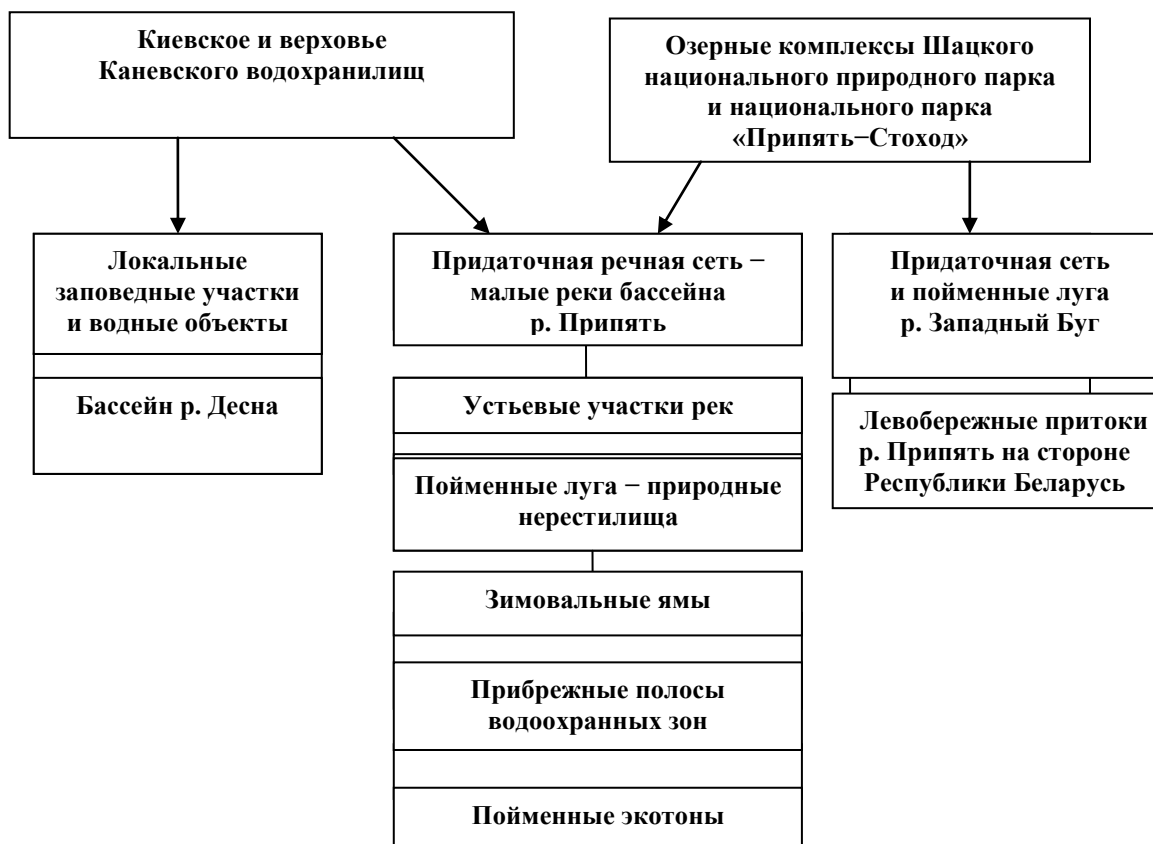 Киевское и верховье
Каневского водохранилищ
Озерные комплексы Шацкого
национального природного парка
и национального парка
«Припять−Стоход»
Локальные
заповедные участки
и водные объекты
Бассейн р. Десна
Придаточная речная сеть −
малые реки бассейна
р. Припять
Устьевые участки рек
Пойменные луга − природные
нерестилища
Зимовальные ямы
Прибрежные полосы
водоохранных зон
Пойменные экотоны
Придаточная сеть
и пойменные луга
р. Западный Буг
Левобережные притоки
р. Припять на стороне
Республики Беларусь